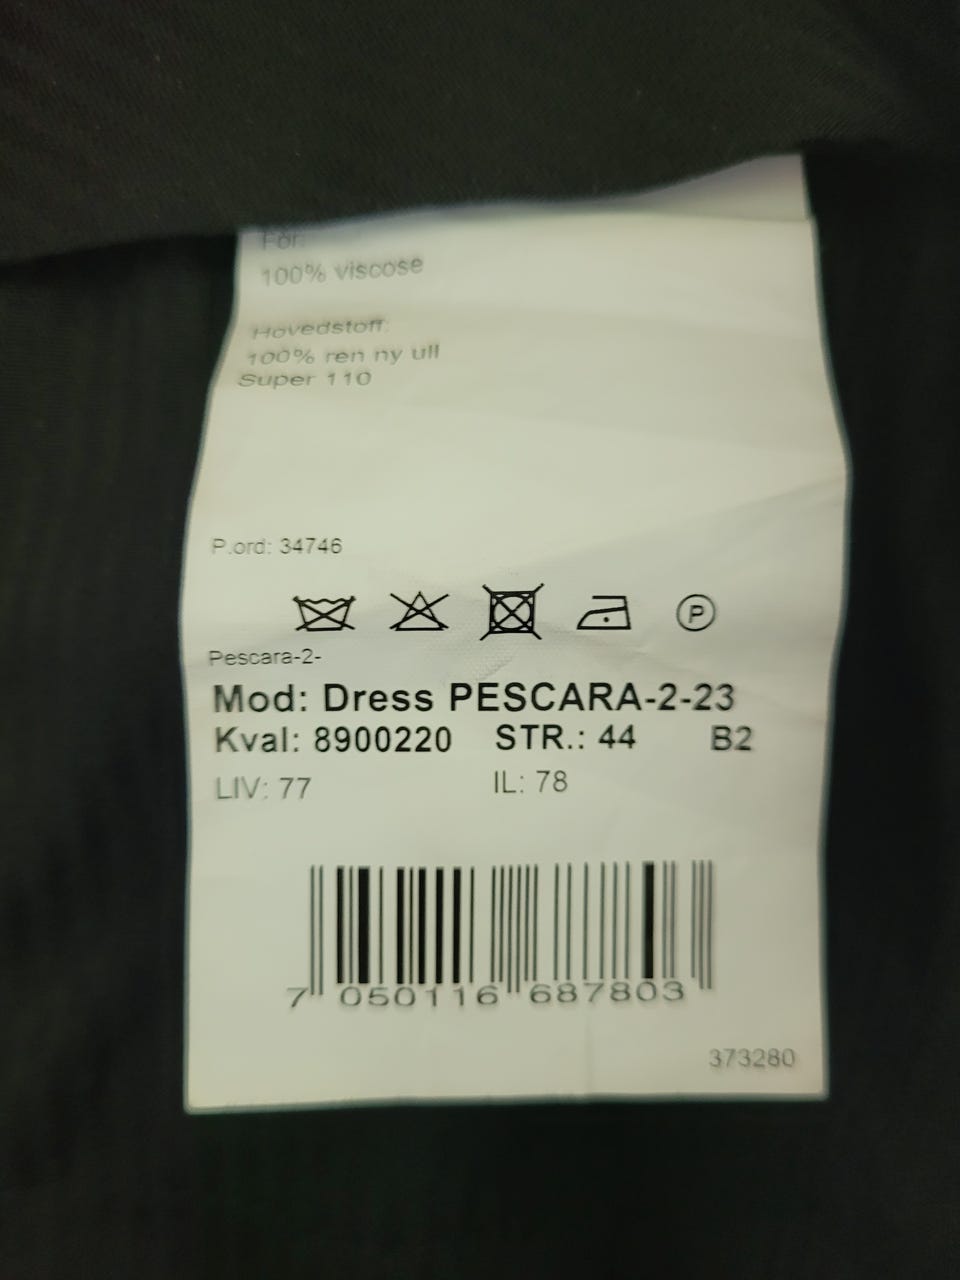 Fôr:
100% viscose
Hovedstoff:
100% ren ny ull
Super 110
P.ord: 34746
P
Pescara-2-
Mod: Dress PESCARA-2-23
Kval: 8900220 STR.: 44 B2
LIV: 77 IL: 78
7 050116 687803
373280